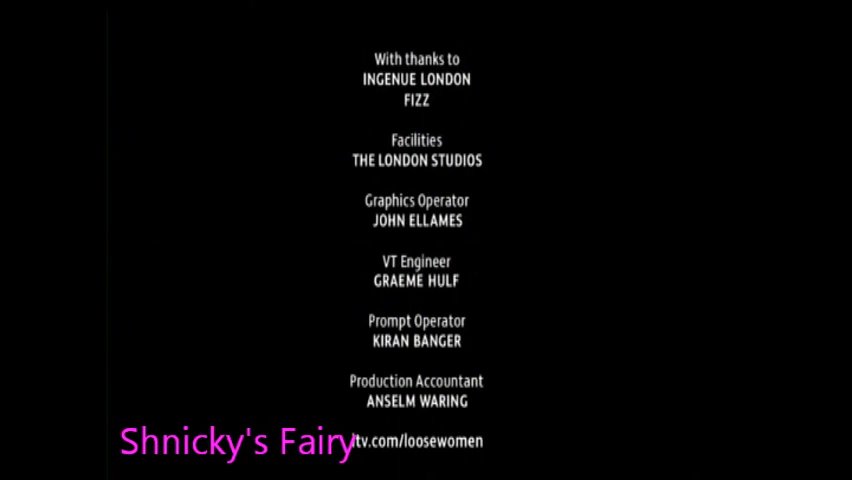 With thanks to
INGENUE LONDON
FIZZ
Facilities
THE LONDON STUDIOS
Graphics Operator
JOHN ELLAMES
VT Engineer
GRAEME HULF
Prompt Operator
KIRAN BANGER
Production Accountant
ANSELM WARING
Shnicky's Fairy
itv.com/loosewomen